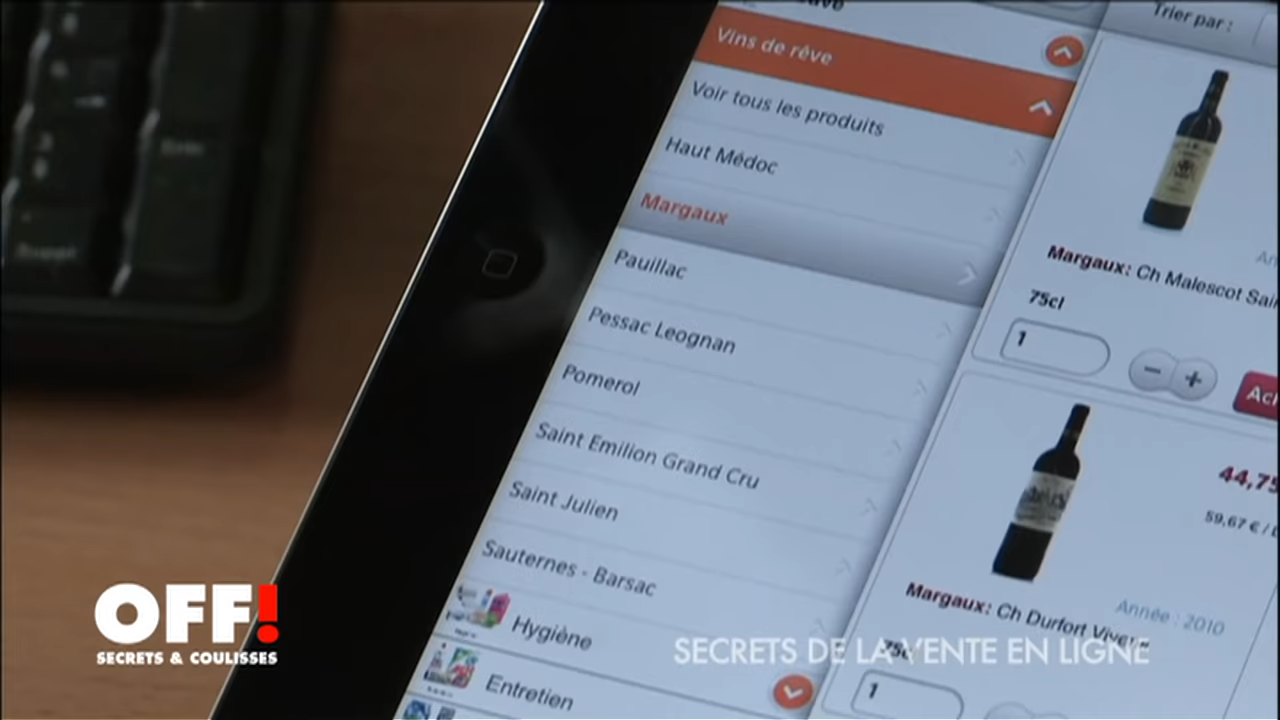 Trier par :
Vins de rêve
Voir tous les produits
Haut Médoc
Margaux
Pauillac
Pessac Leognan
Pomerol
Saint Emilion Grand Cru
Saint Julien
Sauternes - Barsac
Hygiène
Entretien
Margaux: Ch Malescot Sai
75cl
1
44,75
59,67 € /
Année : 2010
Margaux: Ch Durfort
1
OFF!
SECRETS & COULISSES
SECRETS DE LA VENTE EN LIGNE